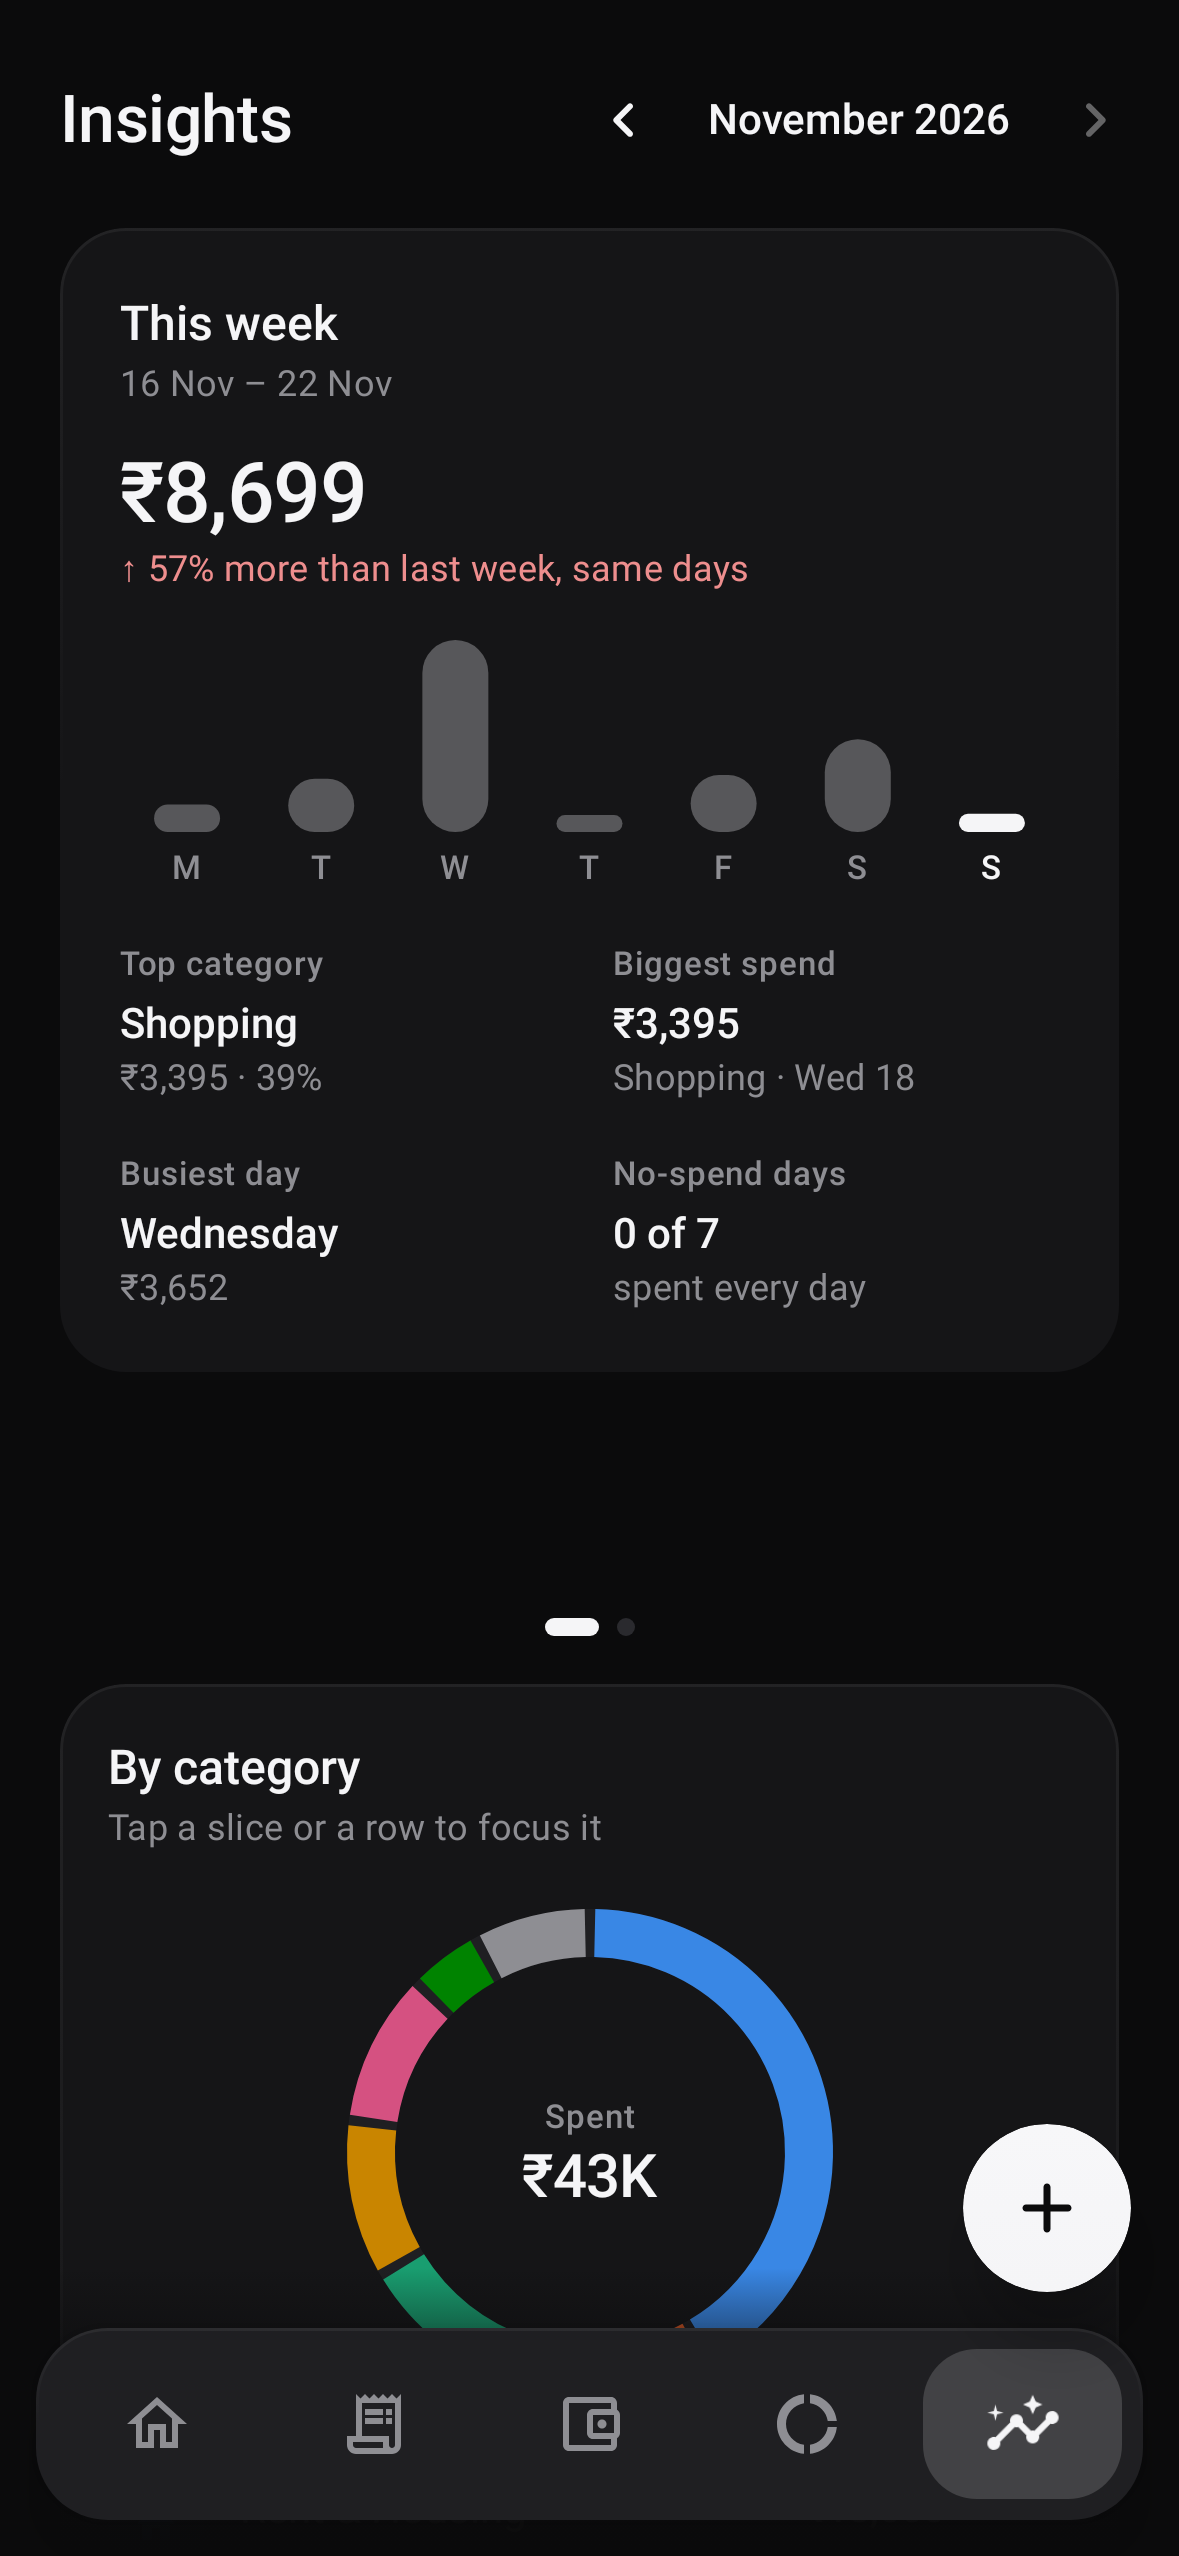 Insights
November 2026
This week
16 Nov – 22 Nov
₹8,699
↑ 57% more than last week, same days
M T W T F S S
Top category
Shopping
₹3,395 · 39%
Biggest spend
₹3,395
Shopping · Wed 18
Busiest day
Wednesday
₹3,652
No-spend days
0 of 7
spent every day
By category
Tap a slice or a row to focus it
Spent
₹43K